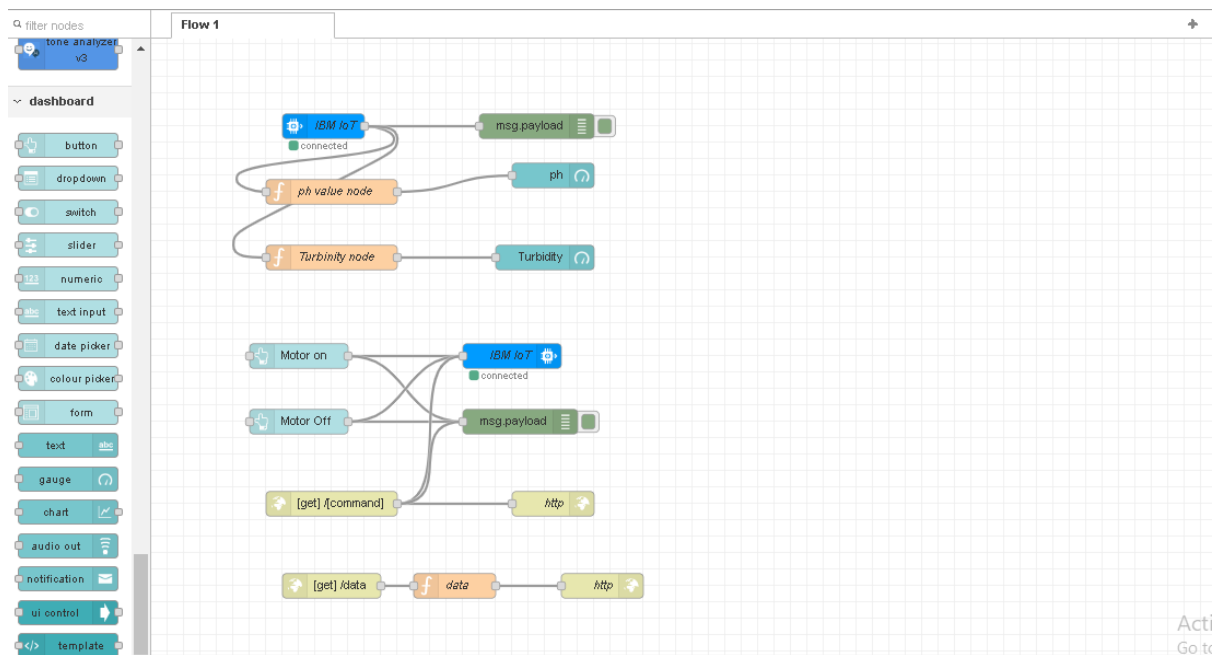 filter nodes
Flow 1
tone analyzer
v3
dashboard
button
dropdown
switch
slider
123 numeric
abc text input
date picker
colour picker
form
text abc
gauge
chart
audio out
notification
ui control
</> template
IBM IoT
connected
msg.payload
ph value node
ph
Turbinity node
Turbidity
Motor on
IBM IoT
connected
Motor Off
msg.payload
[get] /[command]
http
[get] /data
data
http
Acti
Go to